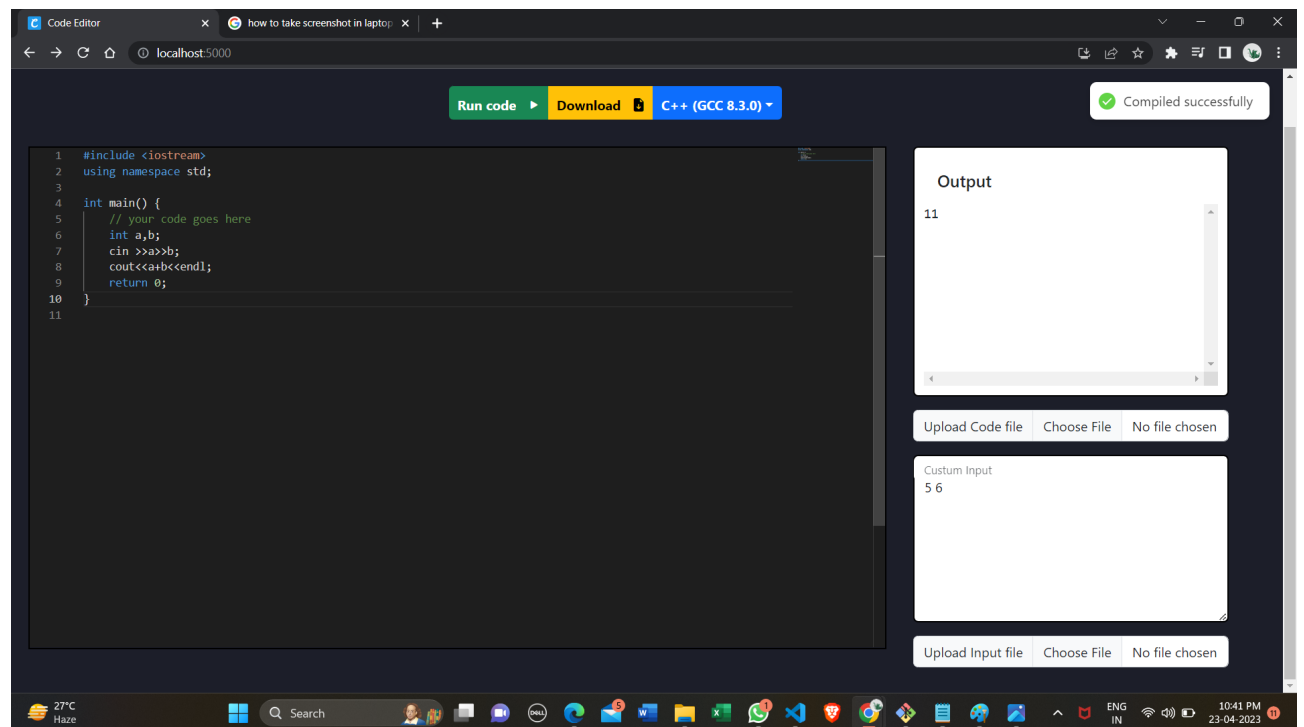 Code Editor
how to take screenshot in laptop
localhost:5000
Run code
Download
C++ (GCC 8.3.0)
Compiled successfully
1 #include <iostream>
2 using namespace std;
3
4 int main() {
5 // your code goes here
6 int a,b;
7 cin >>a>>b;
8 cout<<a+b<<endl;
9 return 0;
10 }
11
Output
11
Upload Code file Choose File No file chosen
Custum Input
5 6
Upload Input file Choose File No file chosen
27°C
Haze
Search
DELL
5
1
ENG
IN
10:41 PM
23-04-2023
11